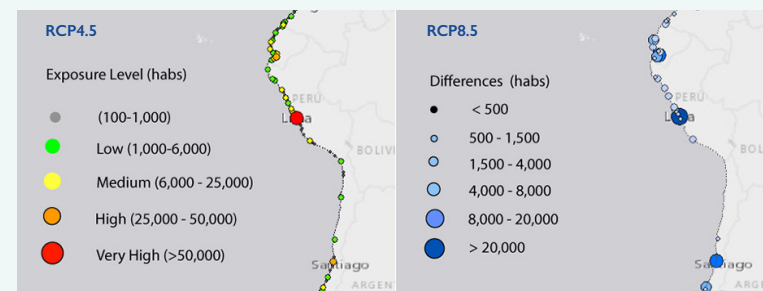 RCP4.5
Exposure Level (habs)
(100-1,000)
Low (1,000-6,000)
Medium (6,000 - 25,000)
High (25,000 - 50,000)
Very High (>50,000)
PERÚ
Lima
BOLIVI
Santiago
ARGEN
RCP8.5
Differences (habs)
< 500
500 - 1,500
1,500 - 4,000
4,000 - 8,000
8,000 - 20,000
> 20,000
PERÚ
Lima
BOL
Santiago
ARGE